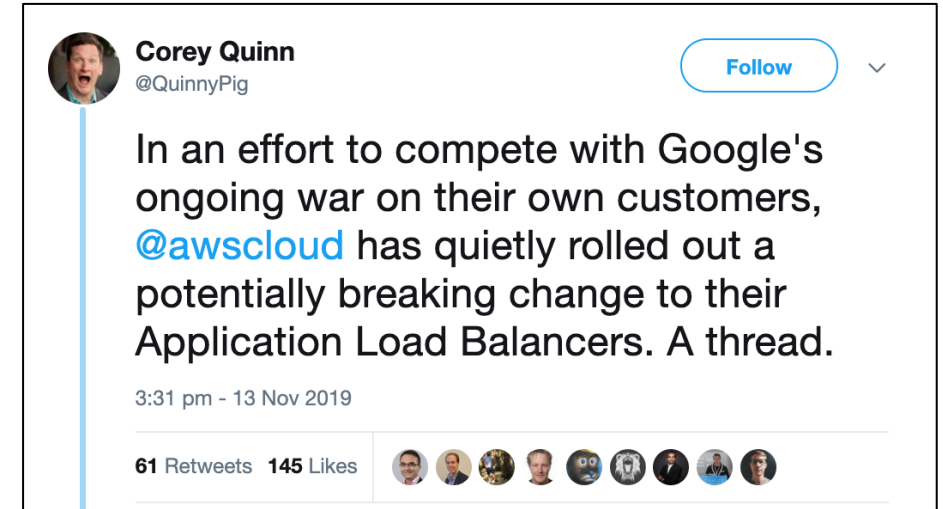 Corey Quinn
@QuinnyPig
Follow
In an effort to compete with Google's
ongoing war on their own customers,
@awscloud has quietly rolled out a
potentially breaking change to their
Application Load Balancers. A thread.
3:31 pm - 13 Nov 2019
61 Retweets 145 Likes